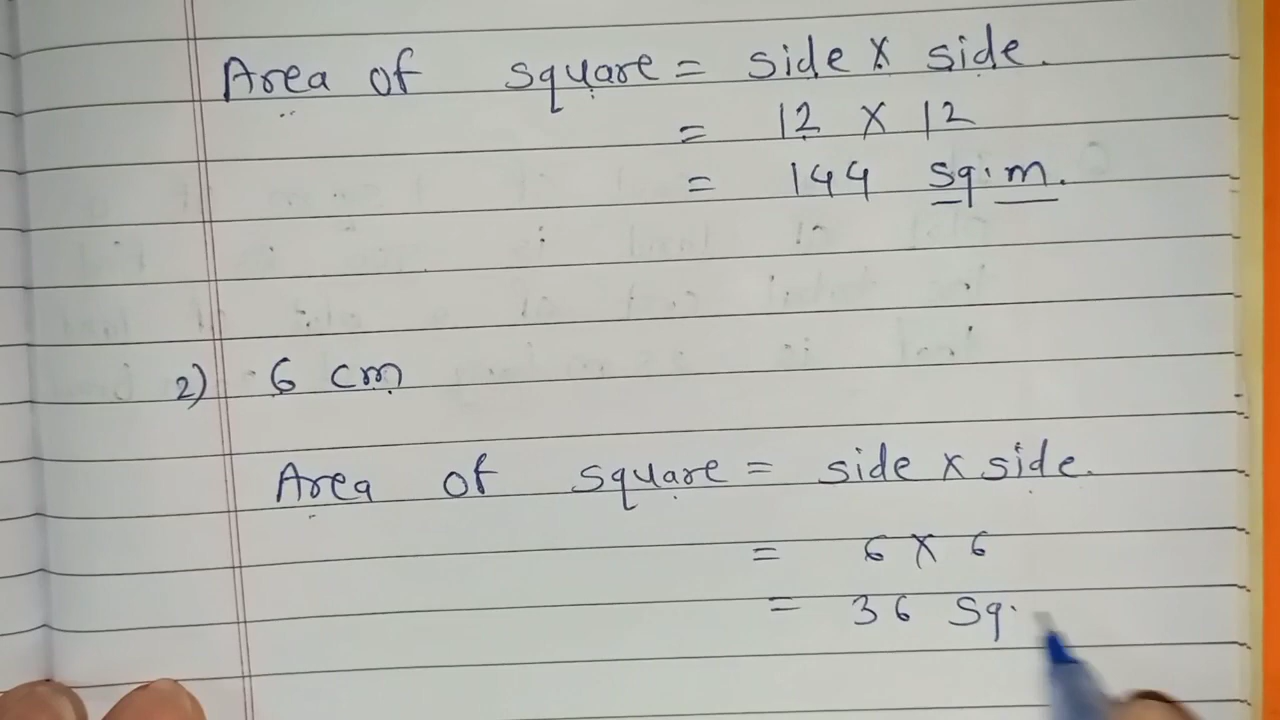 Area of square = side x side.
= 12 x 12
= 144 sq.m.
2) 6 cm
Area of square = side x side.
= 6 x 6
= 36 sq.